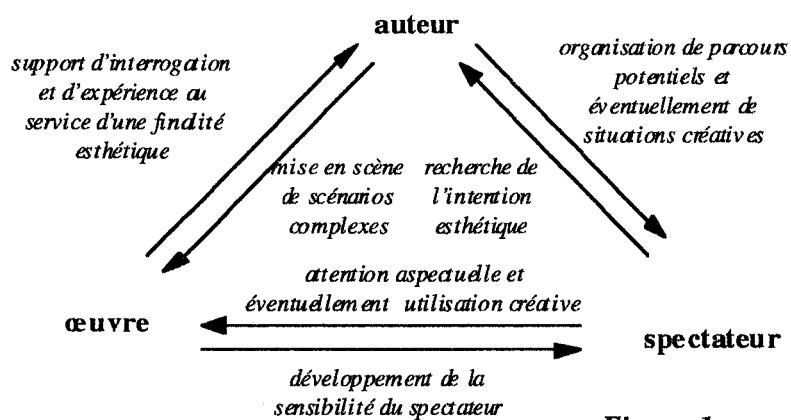 auteur
support d'interrogation
et d'expérience au
service d'une finalité
esthétique
organisation de parcours
potentiels et
éventuellement de
situations créatives
mise en scène
de scénarios
complexes
recherche de
l'intention
esthétique
attention aspectuelle et
éventuellement utilisation créative
œuvre
spectateur
développement de la
sensibilité du spectateur